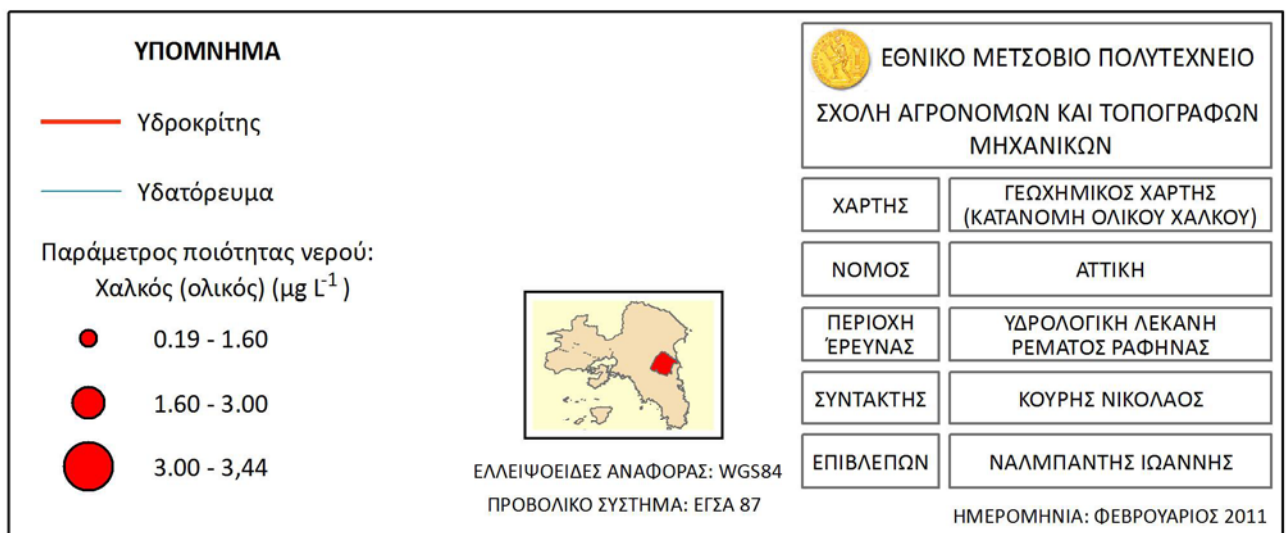 ΥΠΟΜΝΗΜΑ
Υδροκρίτης
Υδατόρευμα
Παράμετρος ποιότητας νερού:
Χαλκός (ολικός) (μg L⁻¹ )
0.19 - 1.60
1.60 - 3.00
3.00 - 3,44
ΕΛΛΕΙΨΟΕΙΔΕΣ ΑΝΑΦΟΡΑΣ: WGS84
ΠΡΟΒΟΛΙΚΟ ΣΥΣΤΗΜΑ: ΕΓΣΑ 87
ΕΘΝΙΚΟ ΜΕΤΣΟΒΙΟ ΠΟΛΥΤΕΧΝΕΙΟ
ΣΧΟΛΗ ΑΓΡΟΝΟΜΩΝ ΚΑΙ ΤΟΠΟΓΡΑΦΩΝ
ΜΗΧΑΝΙΚΩΝ
ΧΑΡΤΗΣ
ΓΕΩΧΗΜΙΚΟΣ ΧΑΡΤΗΣ
(ΚΑΤΑΝΟΜΗ ΟΛΙΚΟΥ ΧΑΛΚΟΥ)
ΝΟΜΟΣ
ΑΤΤΙΚΗ
ΠΕΡΙΟΧΗ
ΈΡΕΥΝΑΣ
ΥΔΡΟΛΟΓΙΚΗ ΛΕΚΑΝΗ
ΡΕΜΑΤΟΣ ΡΑΦΗΝΑΣ
ΣΥΝΤΑΚΤΗΣ
ΚΟΥΡΗΣ ΝΙΚΟΛΑΟΣ
ΕΠΙΒΛΕΠΩΝ
ΝΑΛΜΠΑΝΤΗΣ ΙΩΑΝΝΗΣ
ΗΜΕΡΟΜΗΝΙΑ: ΦΕΒΡΟΥΑΡΙΟΣ 2011